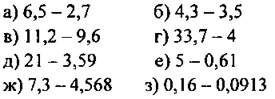 а) 6,5 – 2,7 б) 4,3 – 3,5
в) 11,2 – 9,6 г) 33,7 – 4
д) 21 – 3,59 е) 5 – 0,61
ж) 7,3 – 4,568 з) 0,16 – 0,0913